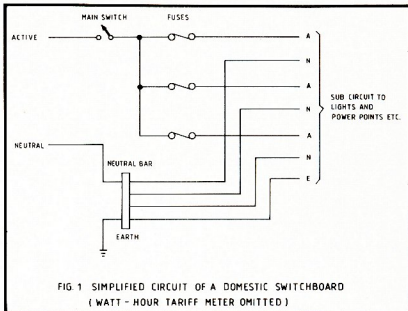 MAIN SWITCH
FUSES
ACTIVE
A
N
A
SUB CIRCUIT TO
LIGHTS AND
POWER POINTS ETC.
N
A
NEUTRAL
N
NEUTRAL BAR
E
EARTH
FIG. 1 SIMPLIFIED CIRCUIT OF A DOMESTIC SWITCHBOARD
( WATT - HOUR TARIFF METER OMITTED )